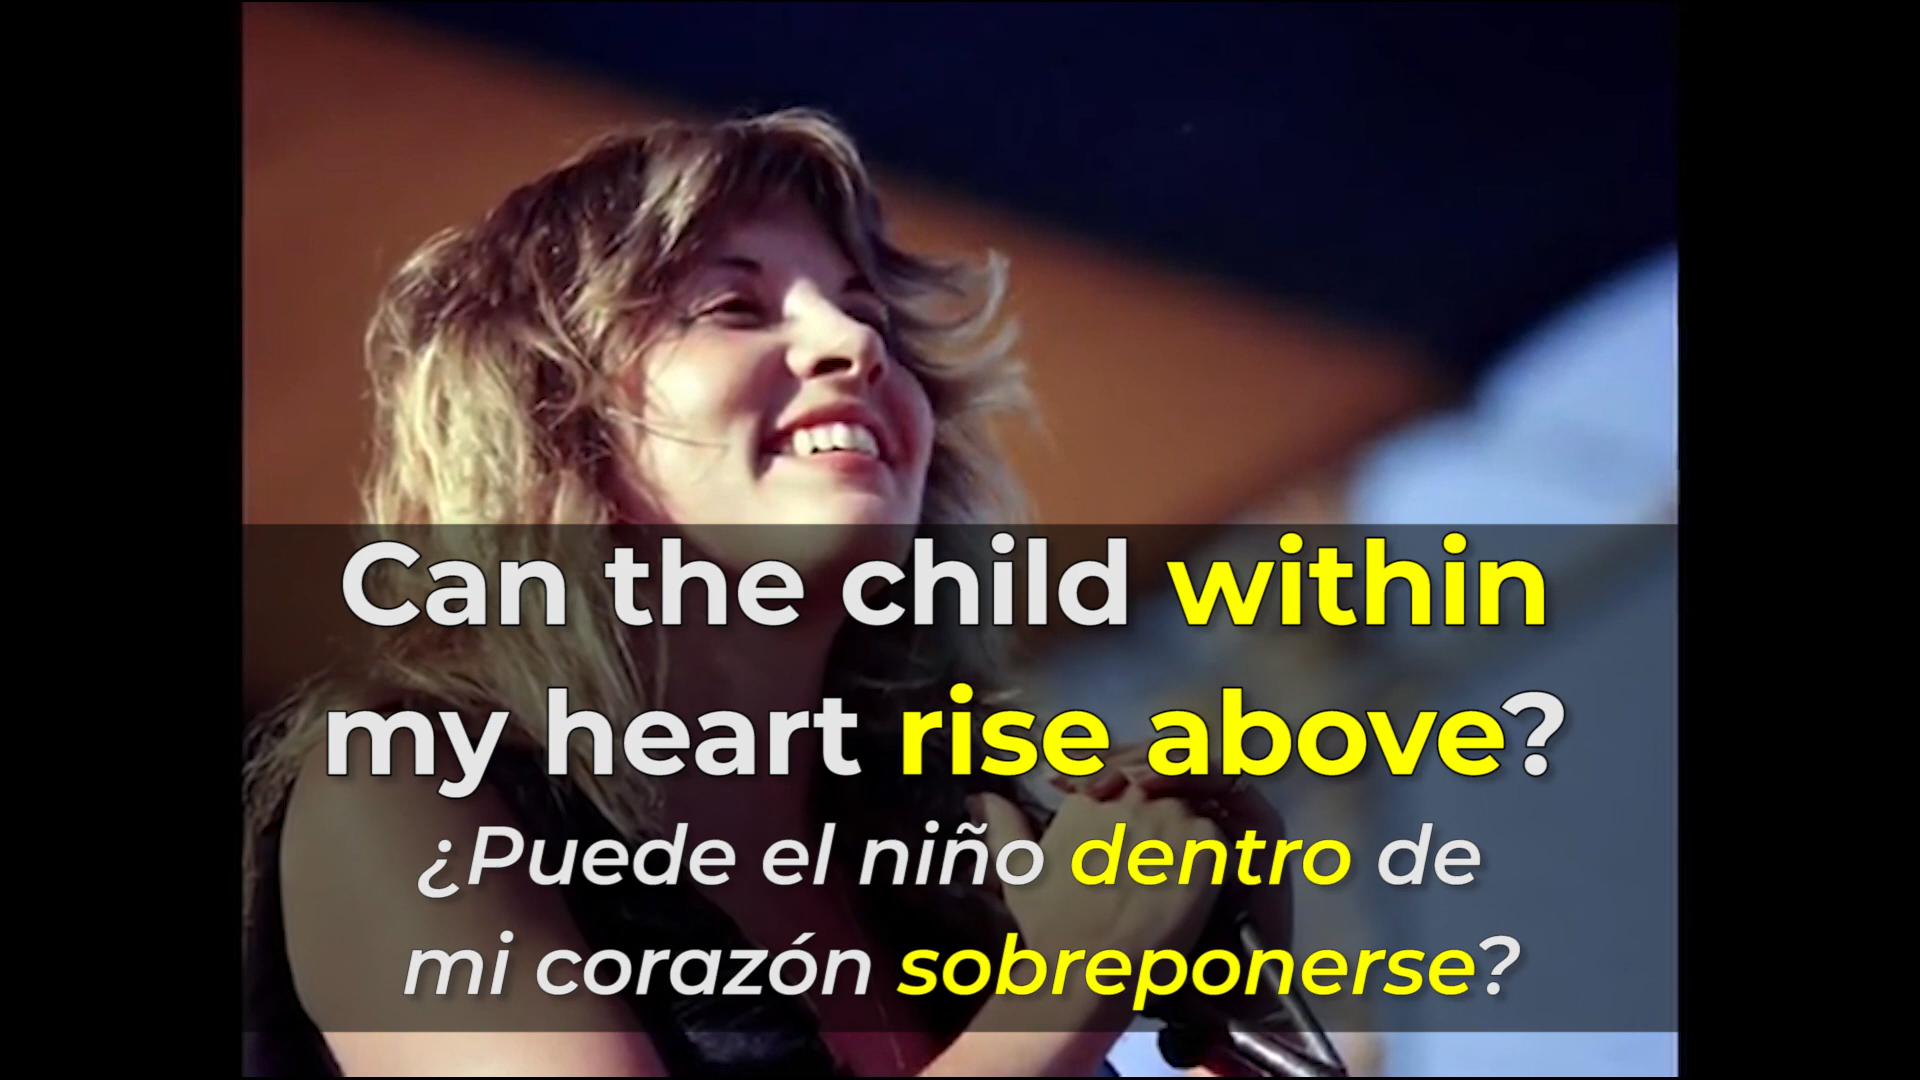 Can the child within
my heart rise above?
¿Puede el niño dentro de
mi corazón sobreponerse?